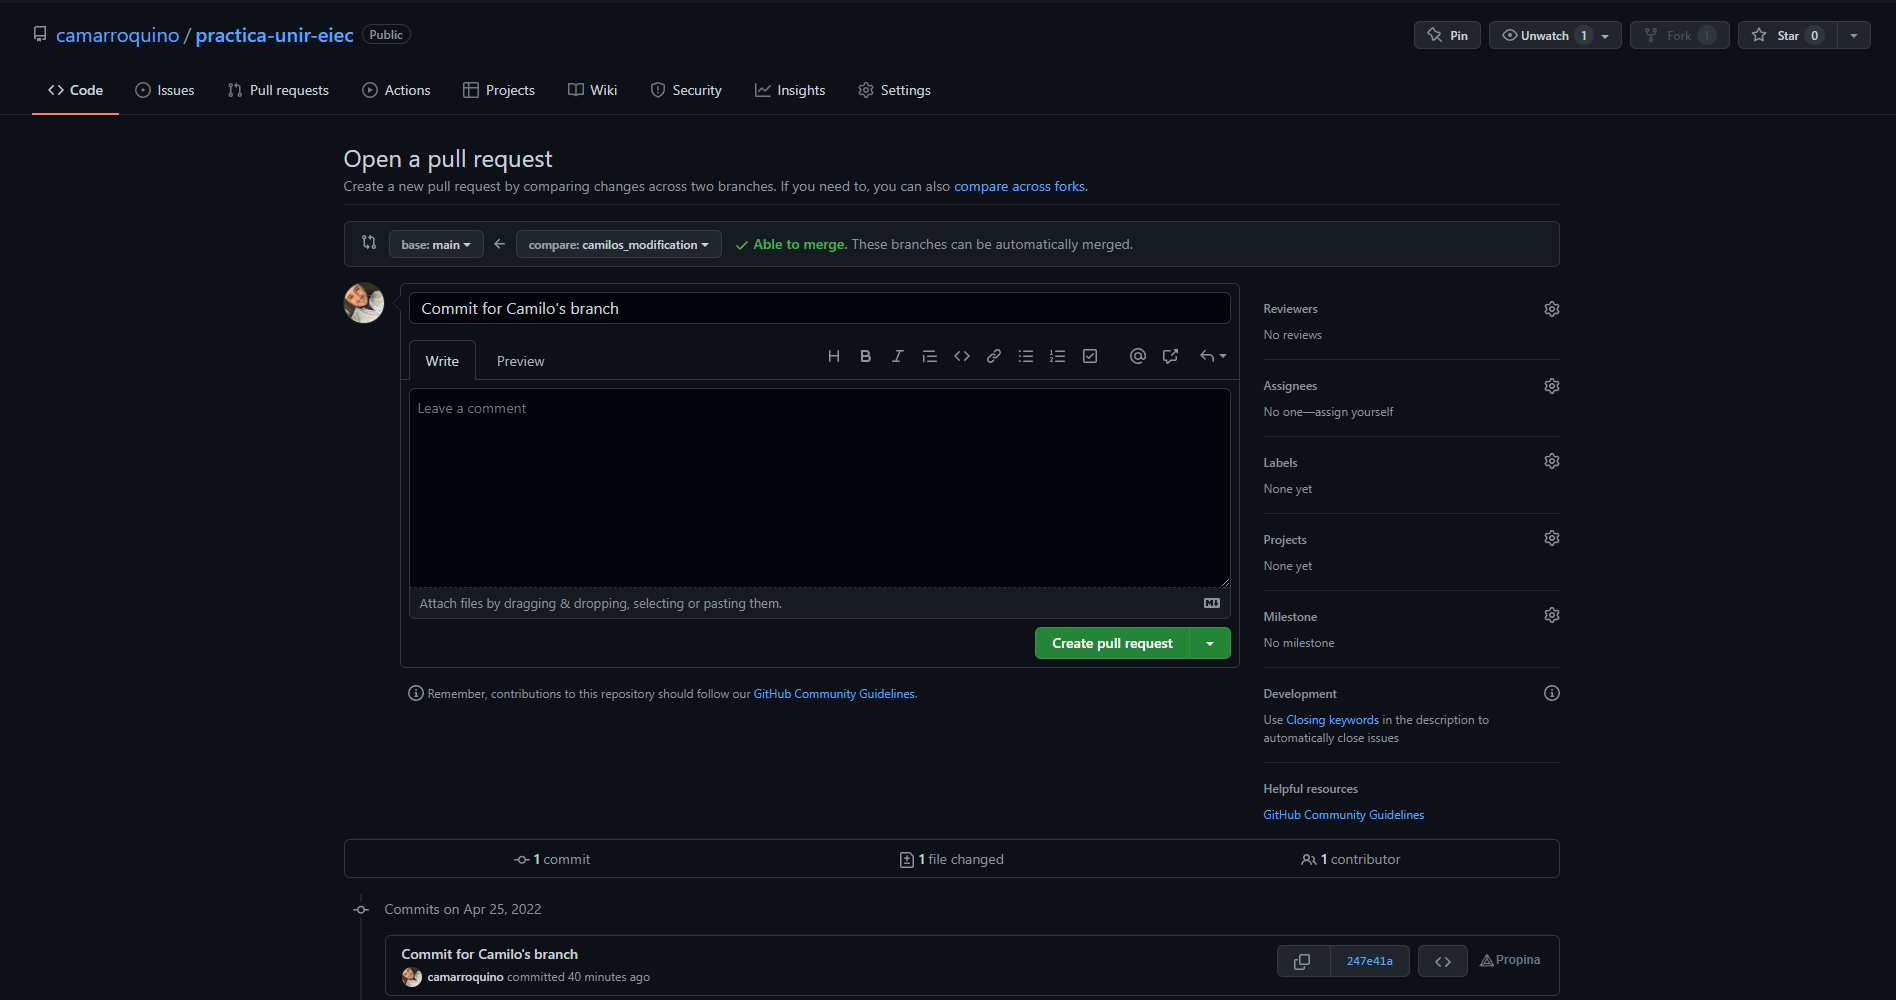 camarroquino / practica-unir-eiec Public
Pin
Unwatch 1
Fork 1
Star 0
Code
Issues
Pull requests
Actions
Projects
Wiki
Security
Insights
Settings
Open a pull request
Create a new pull request by comparing changes across two branches. If you need to, you can also compare across forks.
base: main
compare: camilos_modification
Able to merge. These branches can be automatically merged.
Commit for Camilo's branch
Write
Preview
Leave a comment
Attach files by dragging & dropping, selecting or pasting them.
Create pull request
Remember, contributions to this repository should follow our GitHub Community Guidelines.
Reviewers
No reviews
Assignees
No one—assign yourself
Labels
None yet
Projects
None yet
Milestone
No milestone
Development
Use Closing keywords in the description to
automatically close issues
Helpful resources
GitHub Community Guidelines
1 commit
1 file changed
1 contributor
Commits on Apr 25, 2022
Commit for Camilo's branch
camarroquino committed 40 minutes ago
247e41a
Propina